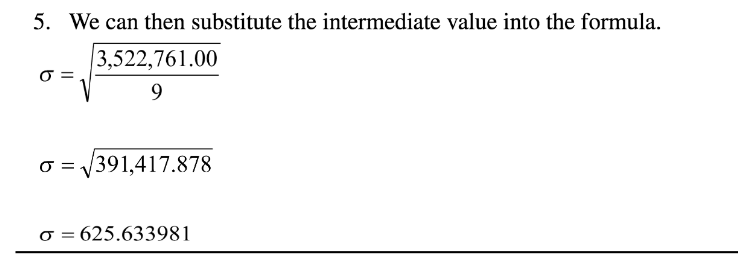 5. We can then substitute the intermediate value into the formula.
σ = √(3,522,761.00 / 9)
σ = √391,417.878
σ = 625.633981